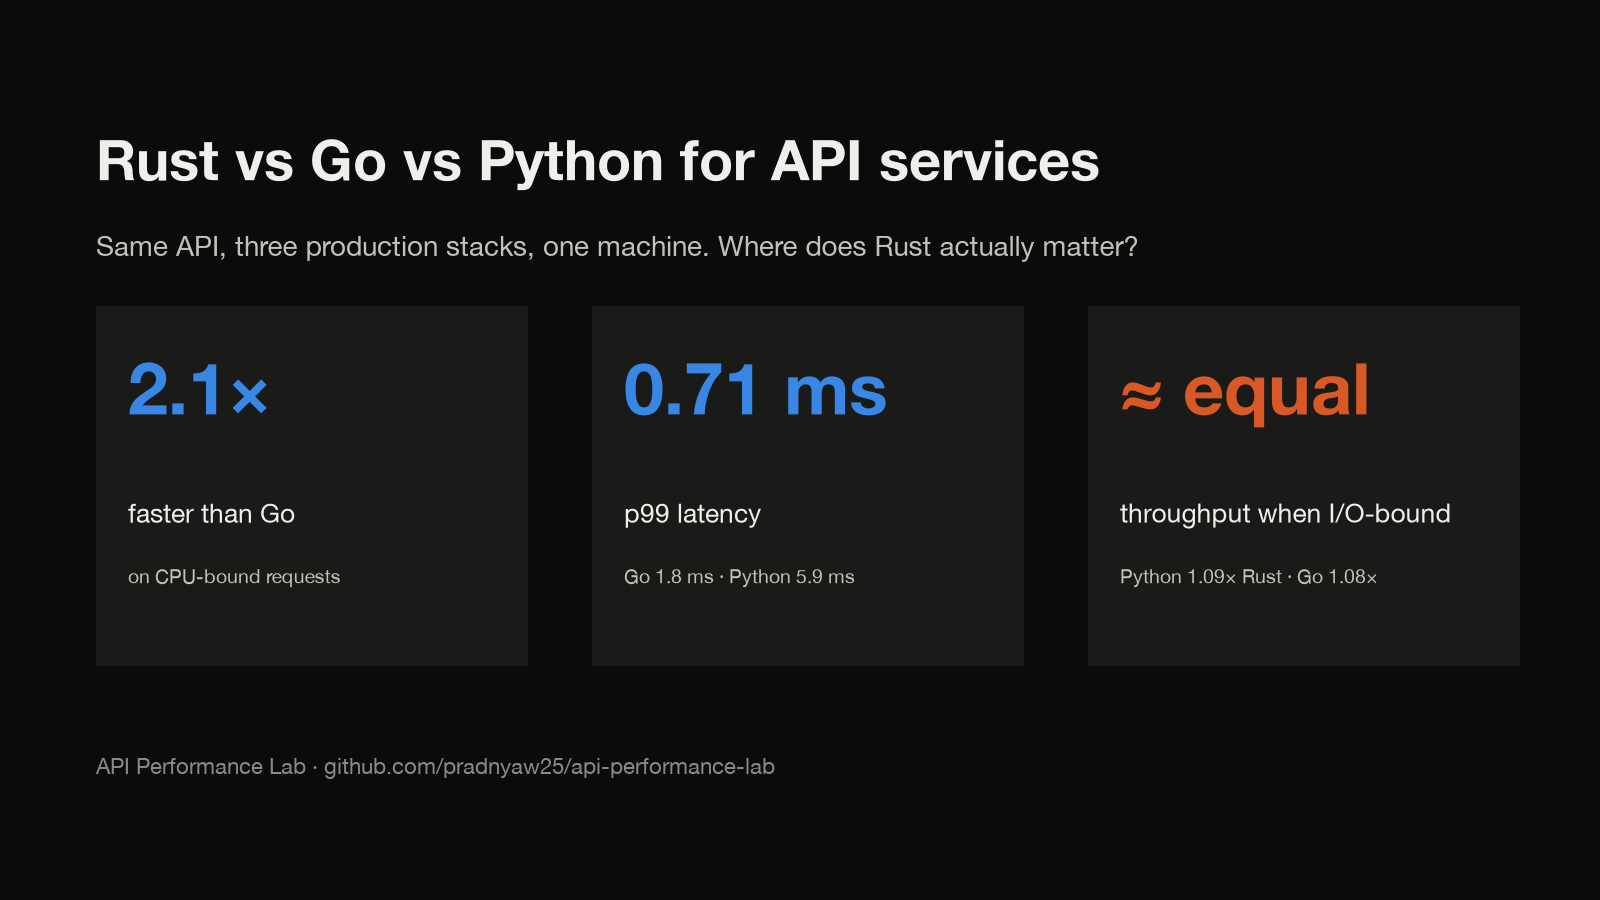 Rust vs Go vs Python for API services
Same API, three production stacks, one machine. Where does Rust actually matter?
2.1×
faster than Go
on CPU-bound requests
0.71 ms
p99 latency
Go 1.8 ms · Python 5.9 ms
≈ equal
throughput when I/O-bound
Python 1.09× Rust · Go 1.08×
API Performance Lab · github.com/pradnyaw25/api-performance-lab